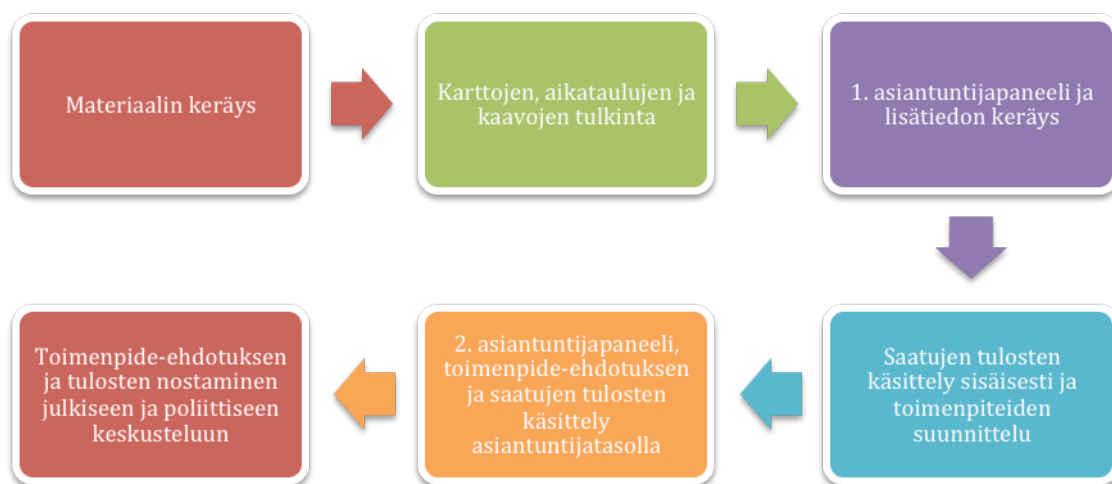 Materiaalin keräys
Karttojen, aikataulujen ja
kaavojen tulkinta
1. asiantuntijapaneeli ja
lisätiedon keräys
Saatujen tulosten
käsittely sisäisesti ja
toimenpiteiden
suunnittelu
2. asiantuntijapaneeli,
toimenpide-ehdotuksen
ja saatujen tulosten
käsittely
asiantuntijatasolla
Toimenpide-ehdotuksen
ja tulosten nostaminen
julkiseen ja poliittiseen
keskusteluun